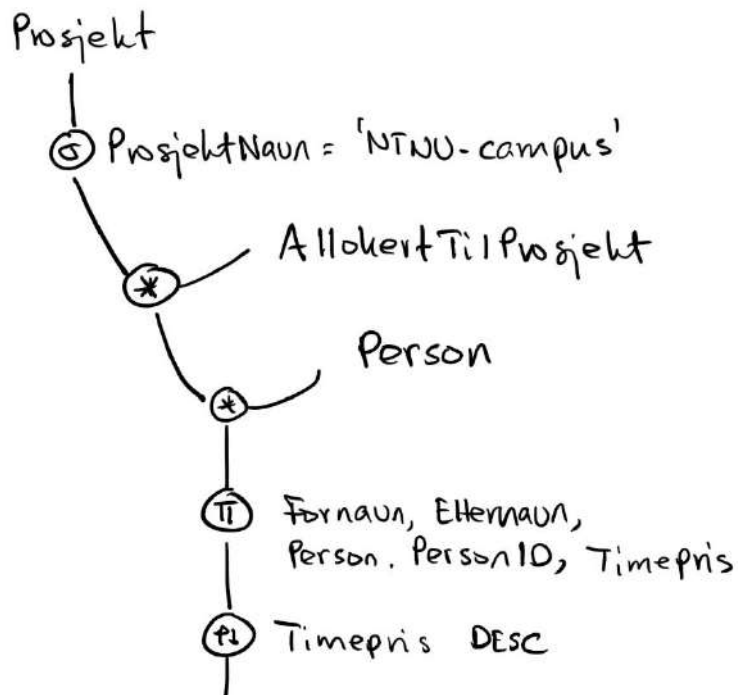 Prosjekt
σ ProsjektNavn = 'NTNU-campus'
* AllokertTilProsjekt
* Person
π Fornavn, Etternavn,
Person.PersonID, Timepris
↑↓ Timepris DESC